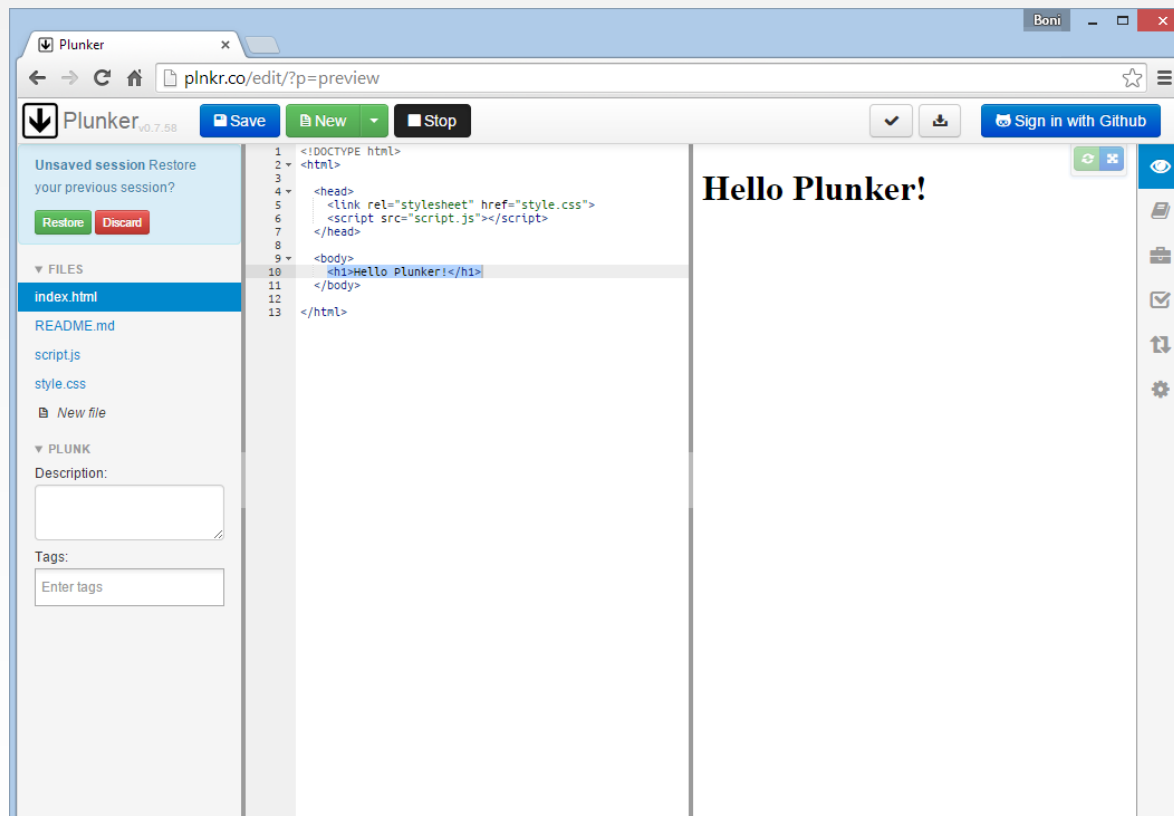 Boni
Plunker
plnkr.co/edit/?p=preview
Plunker v0.7.58
Save
New
Stop
Sign in with Github
Unsaved session Restore
your previous session?
Restore
Discard
FILES
index.html
README.md
script.js
style.css
New file
PLUNK
Description:
Tags:
Enter tags
1 <!DOCTYPE html>
2 <html>
3
4 <head>
5 <link rel="stylesheet" href="style.css">
6 <script src="script.js"></script>
7 </head>
8
9 <body>
10 <h1>Hello Plunker!</h1>
11 </body>
12
13 </html>
Hello Plunker!